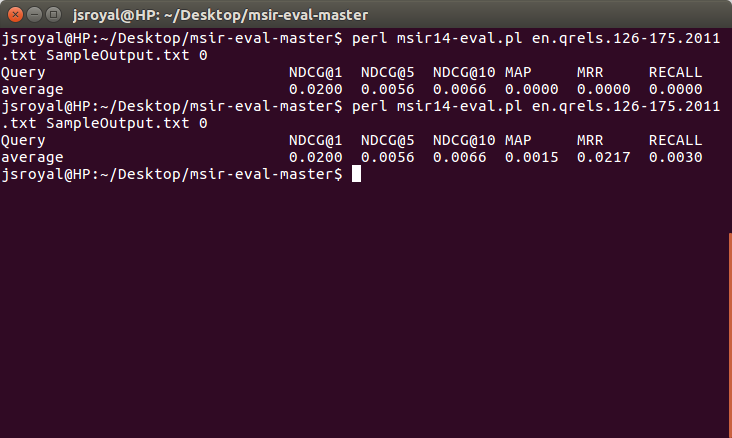 jsroyal@HP: ~/Desktop/msir-eval-master
jsroyal@HP:~/Desktop/msir-eval-master$ perl msir14-eval.pl en.qrels.126-175.2011
.txt SampleOutput.txt 0
Query NDCG@1 NDCG@5 NDCG@10 MAP MRR RECALL
average 0.0200 0.0056 0.0066 0.0000 0.0000 0.0000
jsroyal@HP:~/Desktop/msir-eval-master$ perl msir14-eval.pl en.qrels.126-175.2011
.txt SampleOutput.txt 0
Query NDCG@1 NDCG@5 NDCG@10 MAP MRR RECALL
average 0.0200 0.0056 0.0066 0.0015 0.0217 0.0030
jsroyal@HP:~/Desktop/msir-eval-master$